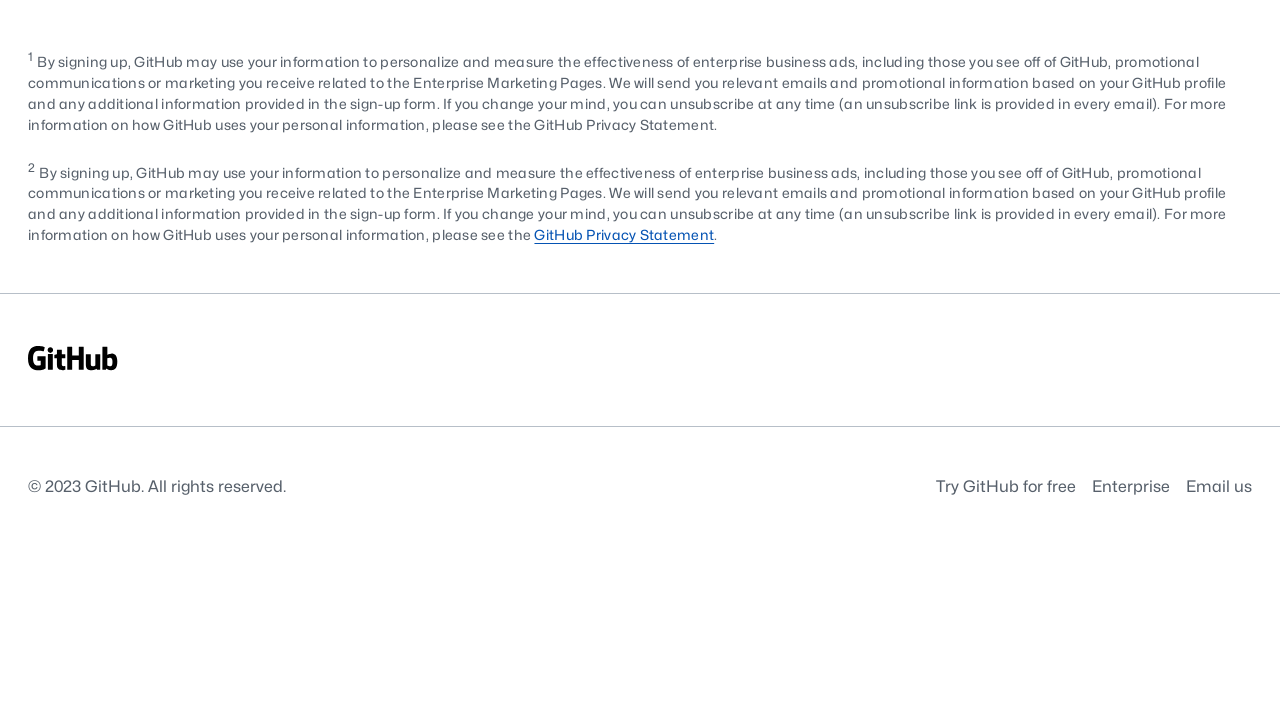 1 By signing up, GitHub may use your information to personalize and measure the effectiveness of enterprise business ads, including those you see off of GitHub, promotional
communications or marketing you receive related to the Enterprise Marketing Pages. We will send you relevant emails and promotional information based on your GitHub profile
and any additional information provided in the sign-up form. If you change your mind, you can unsubscribe at any time (an unsubscribe link is provided in every email). For more
information on how GitHub uses your personal information, please see the GitHub Privacy Statement.
2 By signing up, GitHub may use your information to personalize and measure the effectiveness of enterprise business ads, including those you see off of GitHub, promotional
communications or marketing you receive related to the Enterprise Marketing Pages. We will send you relevant emails and promotional information based on your GitHub profile
and any additional information provided in the sign-up form. If you change your mind, you can unsubscribe at any time (an unsubscribe link is provided in every email). For more
information on how GitHub uses your personal information, please see the GitHub Privacy Statement.
GitHub
© 2023 GitHub. All rights reserved.
Try GitHub for free
Enterprise
Email us